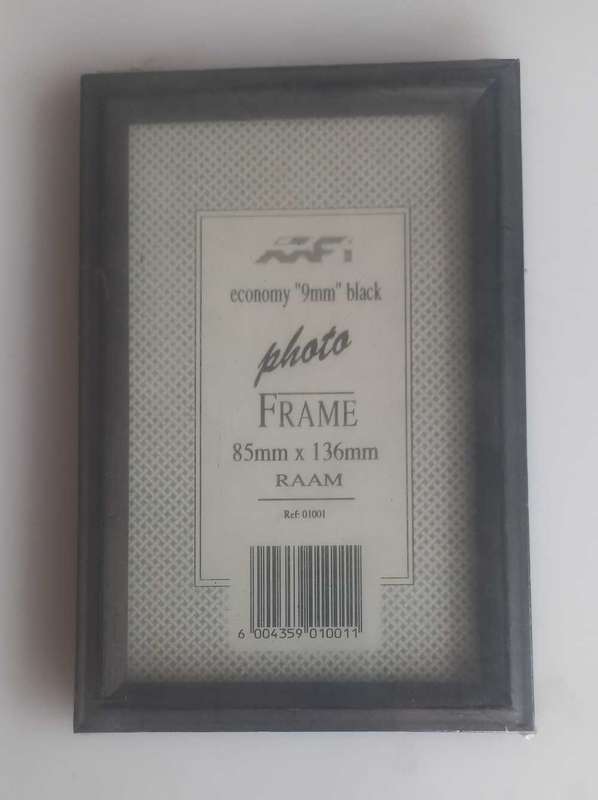 economy "9mm" black
photo
FRAME
85mm x 136mm
RAAM
Ref: 01001
6 004359 010011